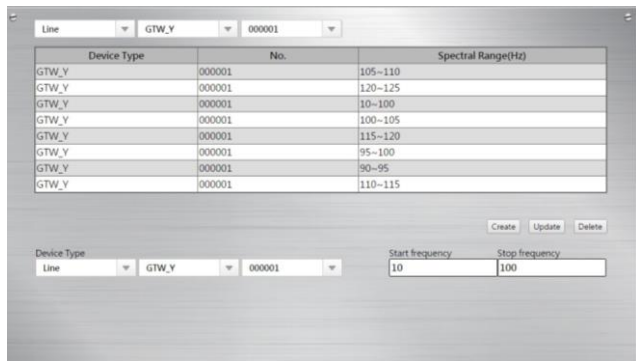 Line GTW_Y 000001
Device Type No. Spectral Range(Hz)
GTW_Y 000001 105~110
GTW_Y 000001 120~125
GTW_Y 000001 10~100
GTW_Y 000001 100~105
GTW_Y 000001 115~120
GTW_Y 000001 95~100
GTW_Y 000001 90~95
GTW_Y 000001 110~115
Create Update Delete
Device Type Start frequency Stop frequency
Line GTW_Y 000001 10 100